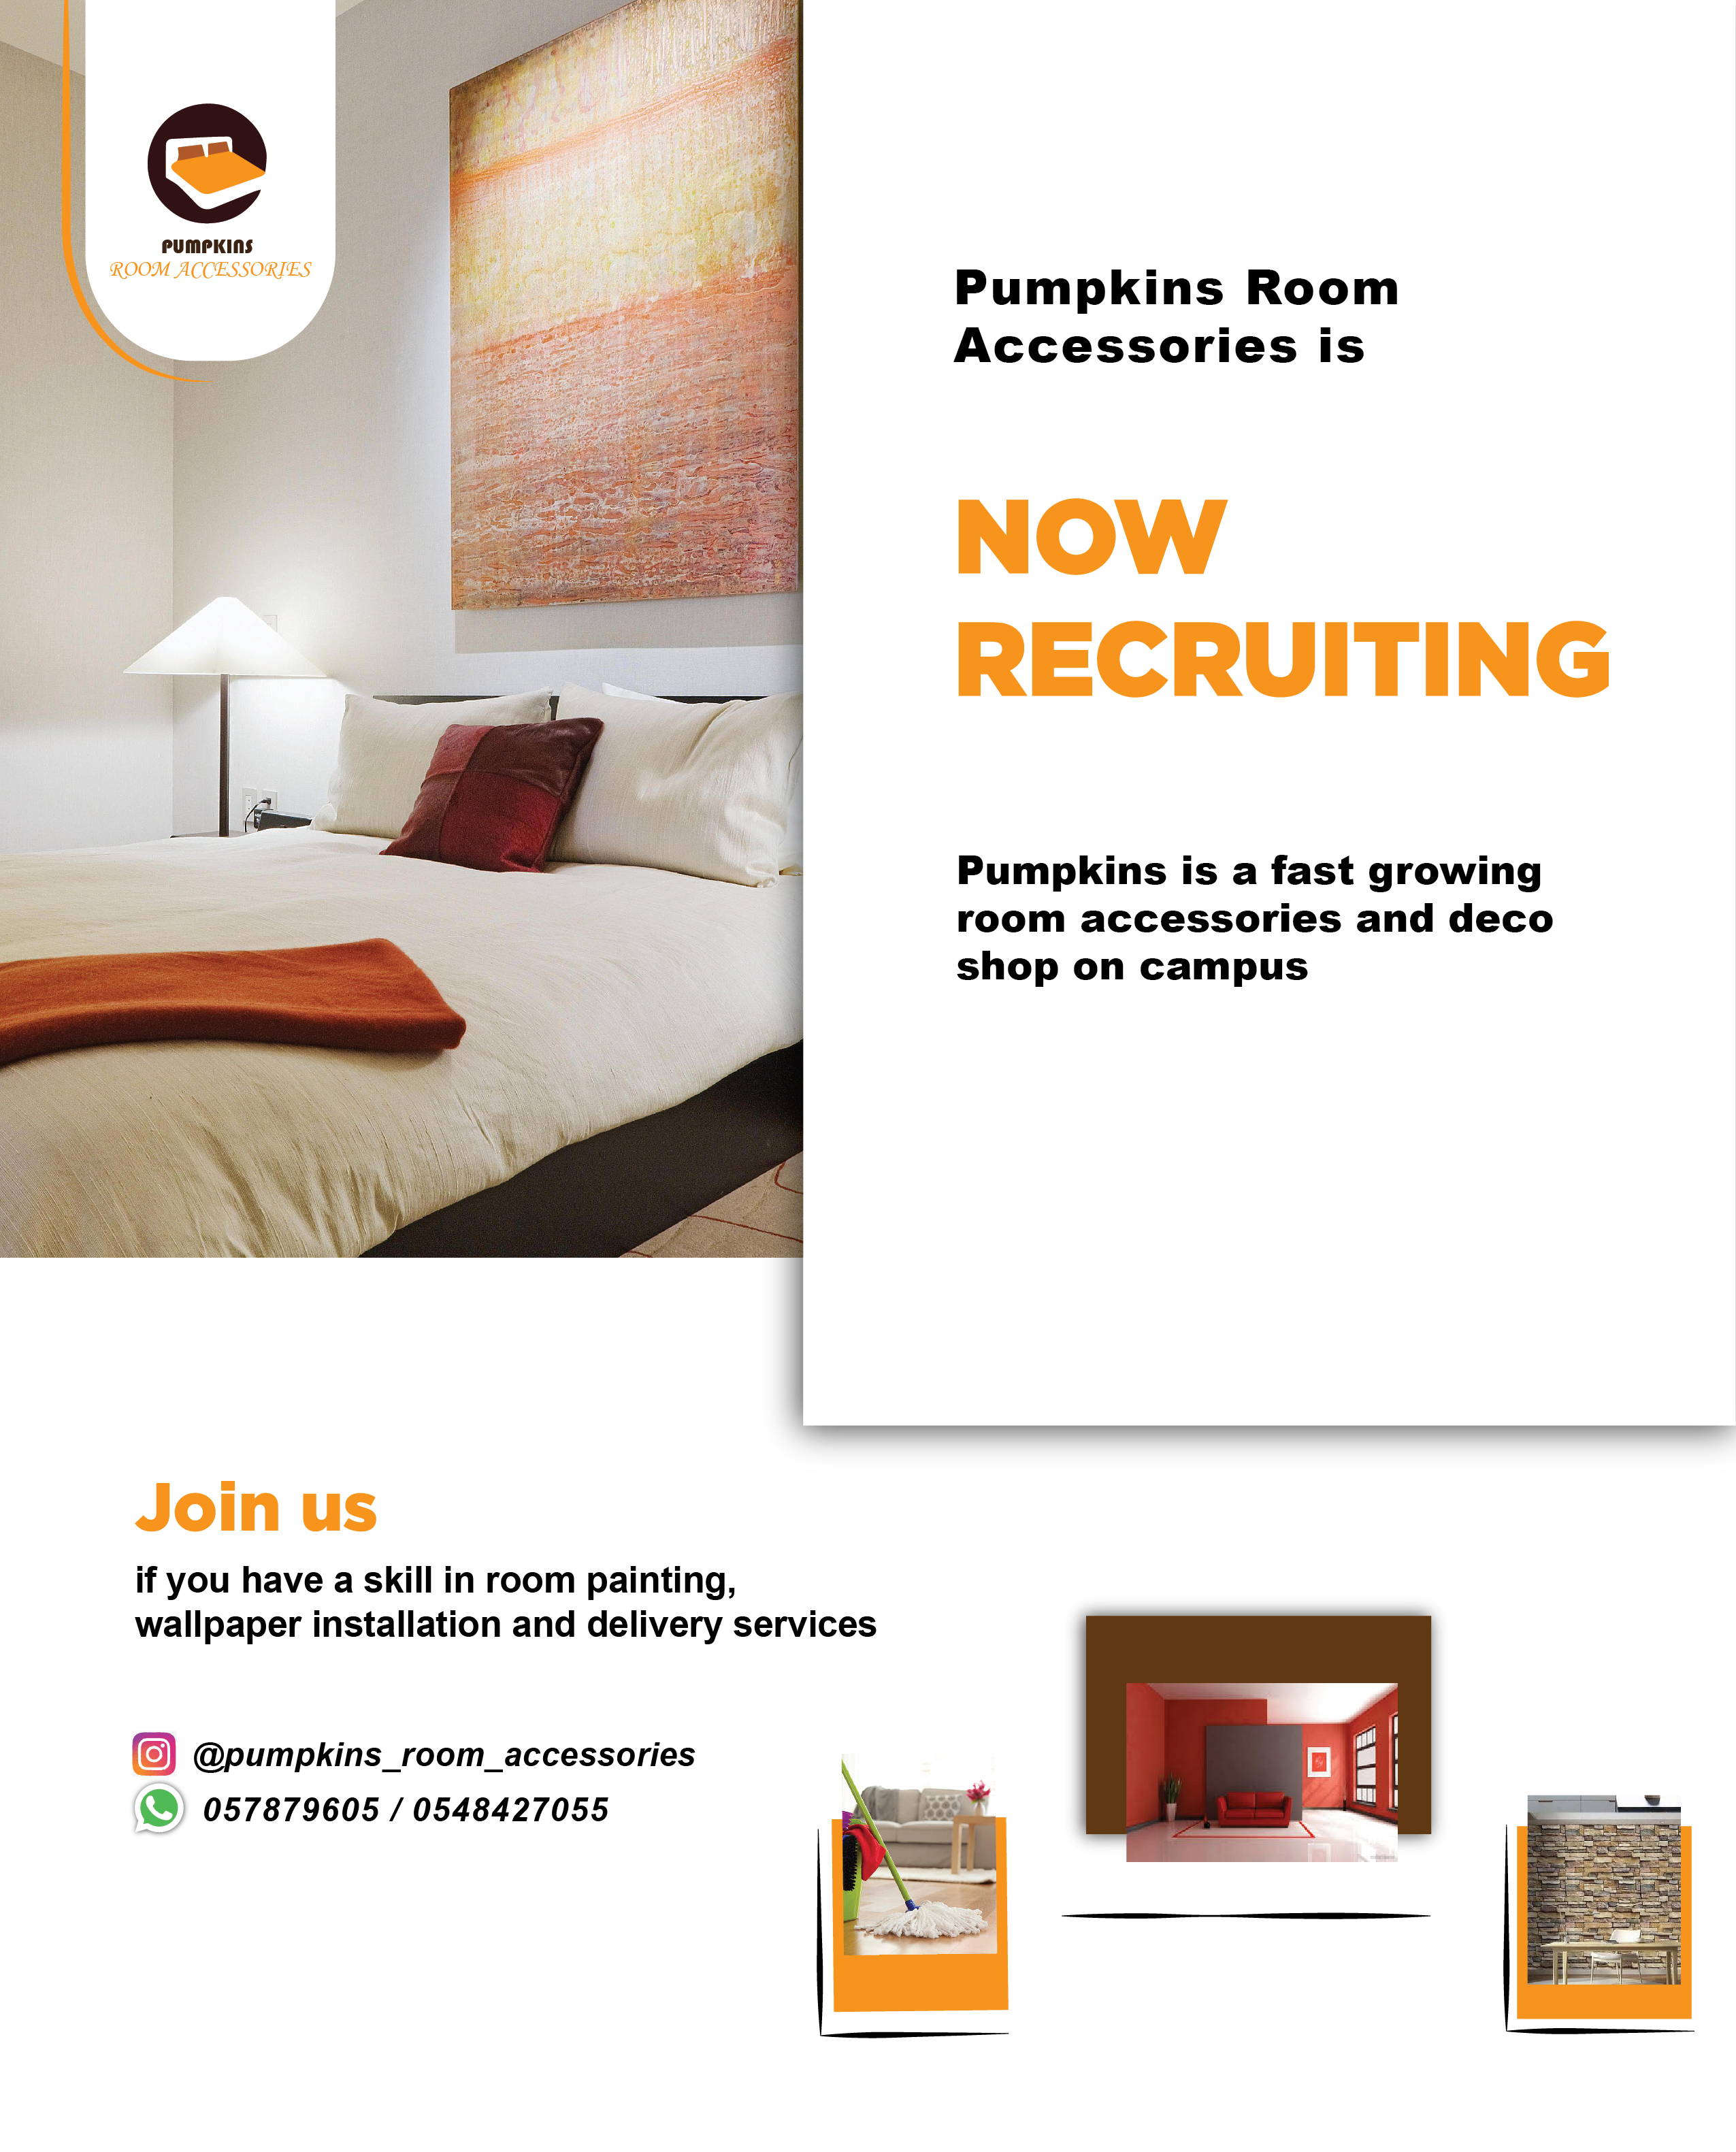 PUMPKINS
ROOM ACCESSORIES
Pumpkins Room
Accessories is
NOW
RECRUITING
Pumpkins is a fast growing
room accessories and deco
shop on campus
Join us
if you have a skill in room painting,
wallpaper installation and delivery services
@pumpkins_room_accessories
057879605 / 0548427055